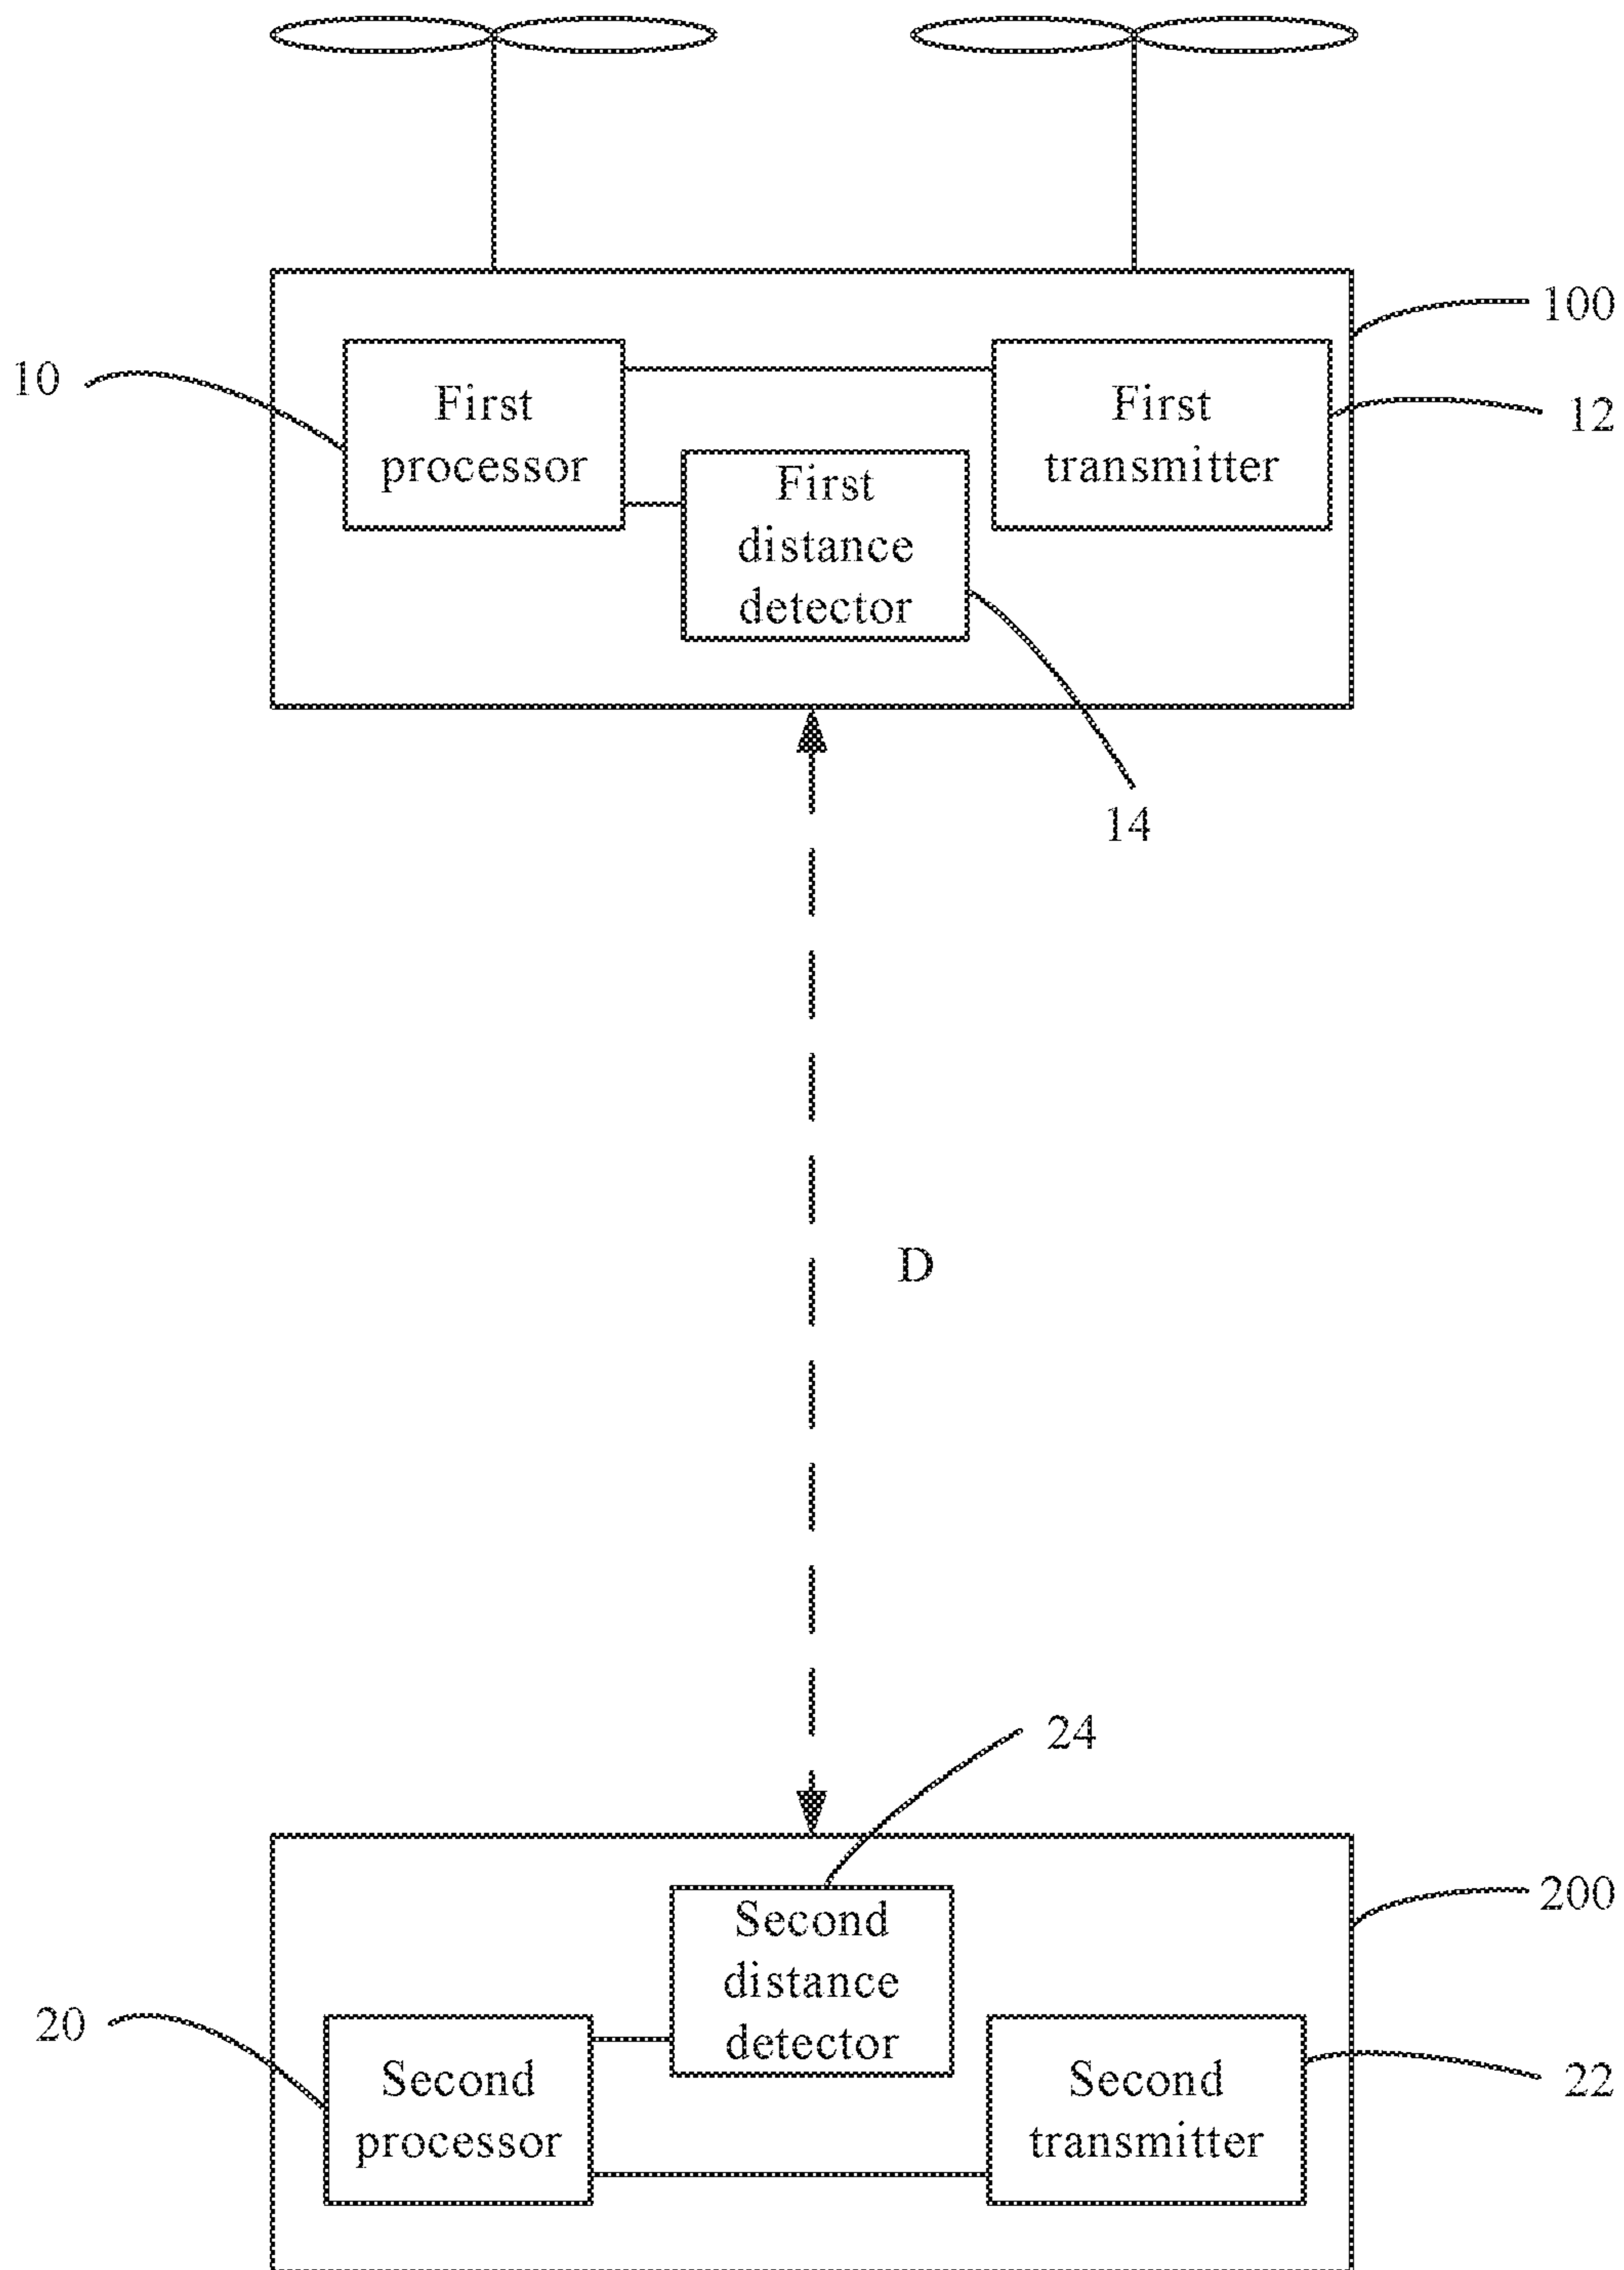 100
10
First
processor
First
transmitter
12
First
distance
detector
14
D
24
Second
distance
detector
200
20
Second
processor
Second
transmitter
22